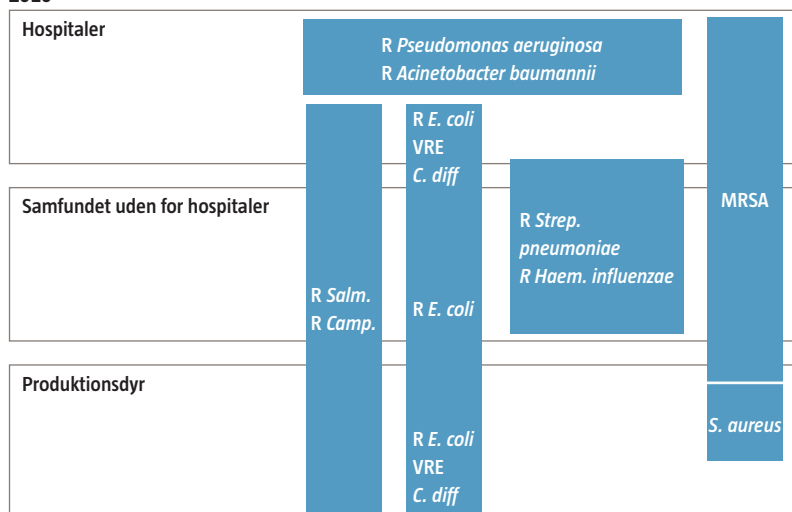 Hospitaler
R Pseudomonas aeruginosa
R Acinetobacter baumannii
R E. coli
VRE
C. diff
Samfundet uden for hospitaler
MRSA
R Strep.
pneumoniae
R Haem. influenzae
R Salm.
R Camp.
R E. coli
Produktionsdyr
S. aureus
R E. coli
VRE
C. diff